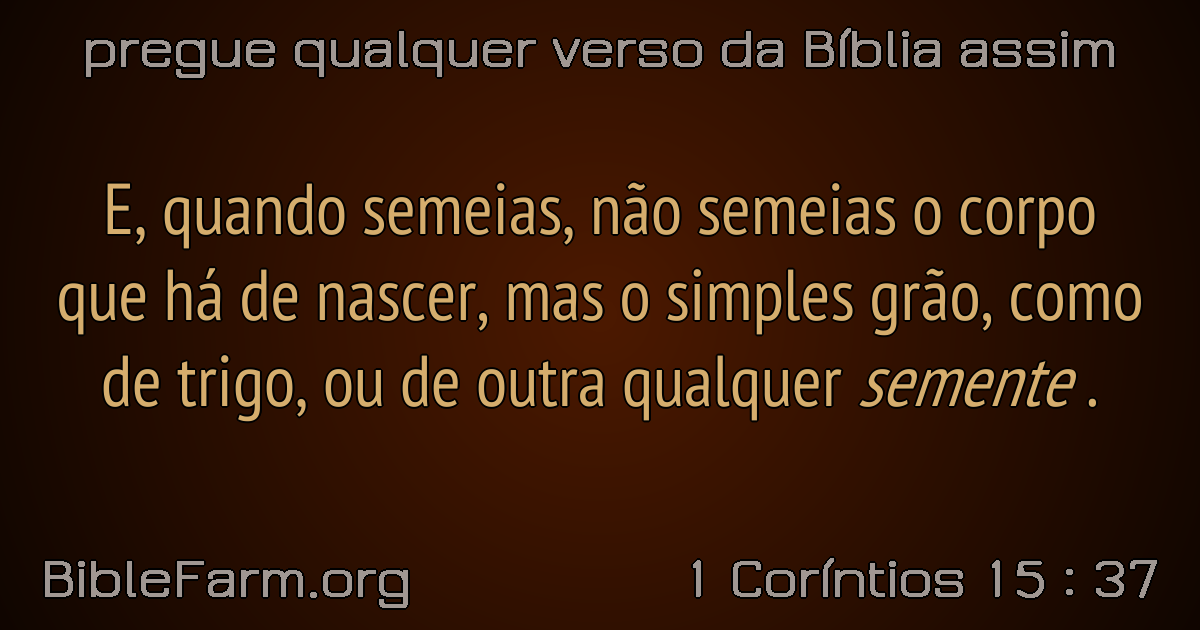 pregue qualquer verso da Bíblia assim
E, quando semeias, não semeias o corpo
que há de nascer, mas o simples grão, como
de trigo, ou de outra qualquer semente .
BibleFarm.org
1 Coríntios 15 : 37